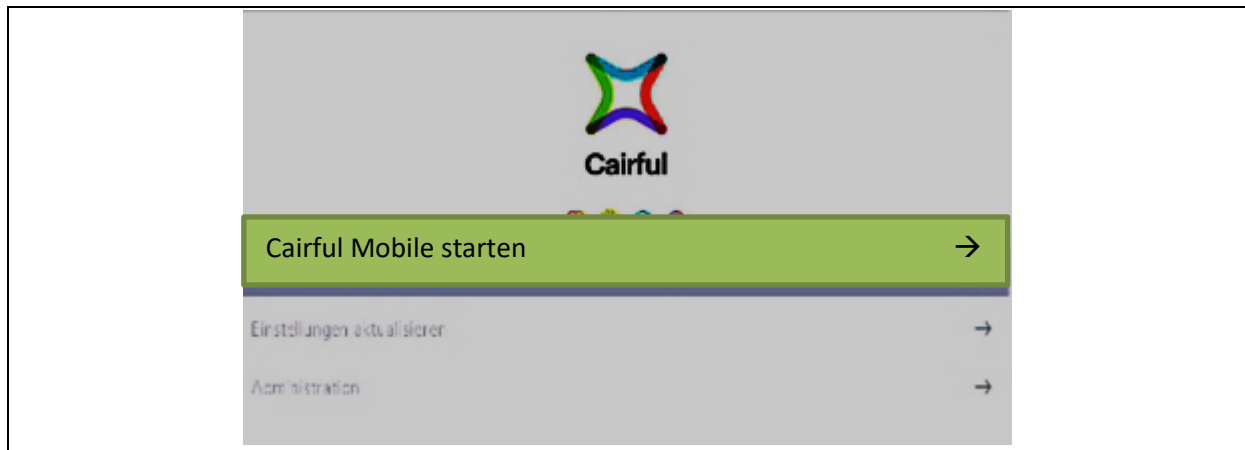 Cairful
Cairful Mobile starten
Einstellungen aktualisieren
Administration